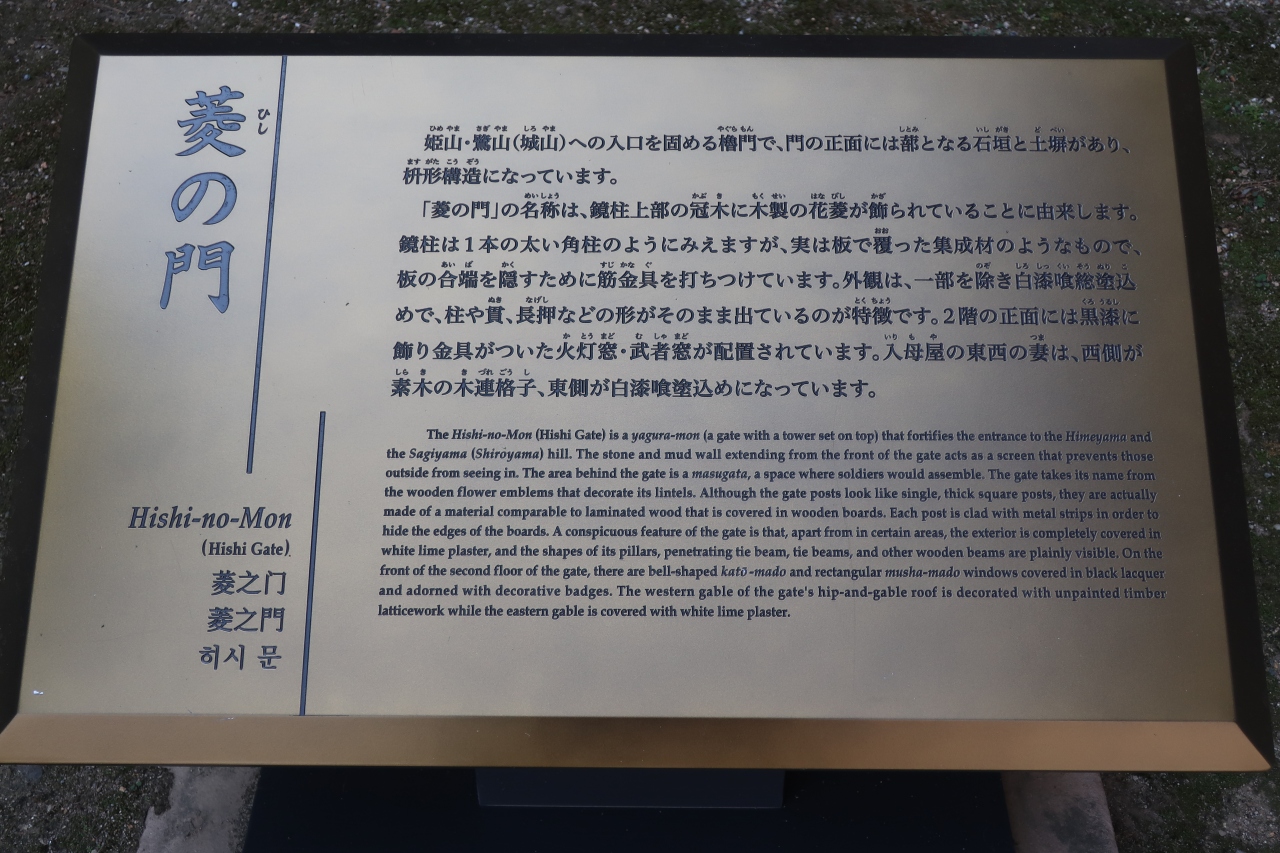 菱の門
ひし
Hishi-no-Mon
(Hishi Gate)
菱之门
菱之門
히시 문
姫山・鷺山(城山)への入口を固める櫓門で、門の正面には蔀となる石垣と土塀があり、
枡形構造になっています。
「菱の門」の名称は、鏡柱上部の冠木に木製の花菱が飾られていることに由来します。
鏡柱は1本の太い角柱のようにみえますが、実は板で覆った集成材のようなもので、
板の合端を隠すために筋金具を打ちつけています。外観は、一部を除き白漆喰総塗込
めで、柱や貫、長押などの形がそのまま出ているのが特徴です。2階の正面には黒漆に
飾り金具がついた火灯窓・武者窓が配置されています。入母屋の東西の妻は、西側が
素木の木連格子、東側が白漆喰塗込めになっています。
The Hishi-no-Mon (Hishi Gate) is a yagura-mon (a gate with a tower set on top) that fortifies the entrance to the Himeyama and
the Sagiyama (Shiroyama) hill. The stone and mud wall extending from the front of the gate acts as a screen that prevents those
outside from seeing in. The area behind the gate is a masugata, a space where soldiers would assemble. The gate takes its name from
the wooden flower emblems that decorate its lintels. Although the gate posts look like single, thick square posts, they are actually
made of a material comparable to laminated wood that is covered in wooden boards. Each post is clad with metal strips in order to
hide the edges of the boards. A conspicuous feature of the gate is that, apart from in certain areas, the exterior is completely covered in
white lime plaster, and the shapes of its pillars, penetrating tie beam, tie beams, and other wooden beams are plainly visible. On the
front of the second floor of the gate, there are bell-shaped katō-mado and rectangular musha-mado windows covered in black lacquer
and adorned with decorative badges. The western gable of the gate's hip-and-gable roof is decorated with unpainted timber
latticework while the eastern gable is covered with white lime plaster.